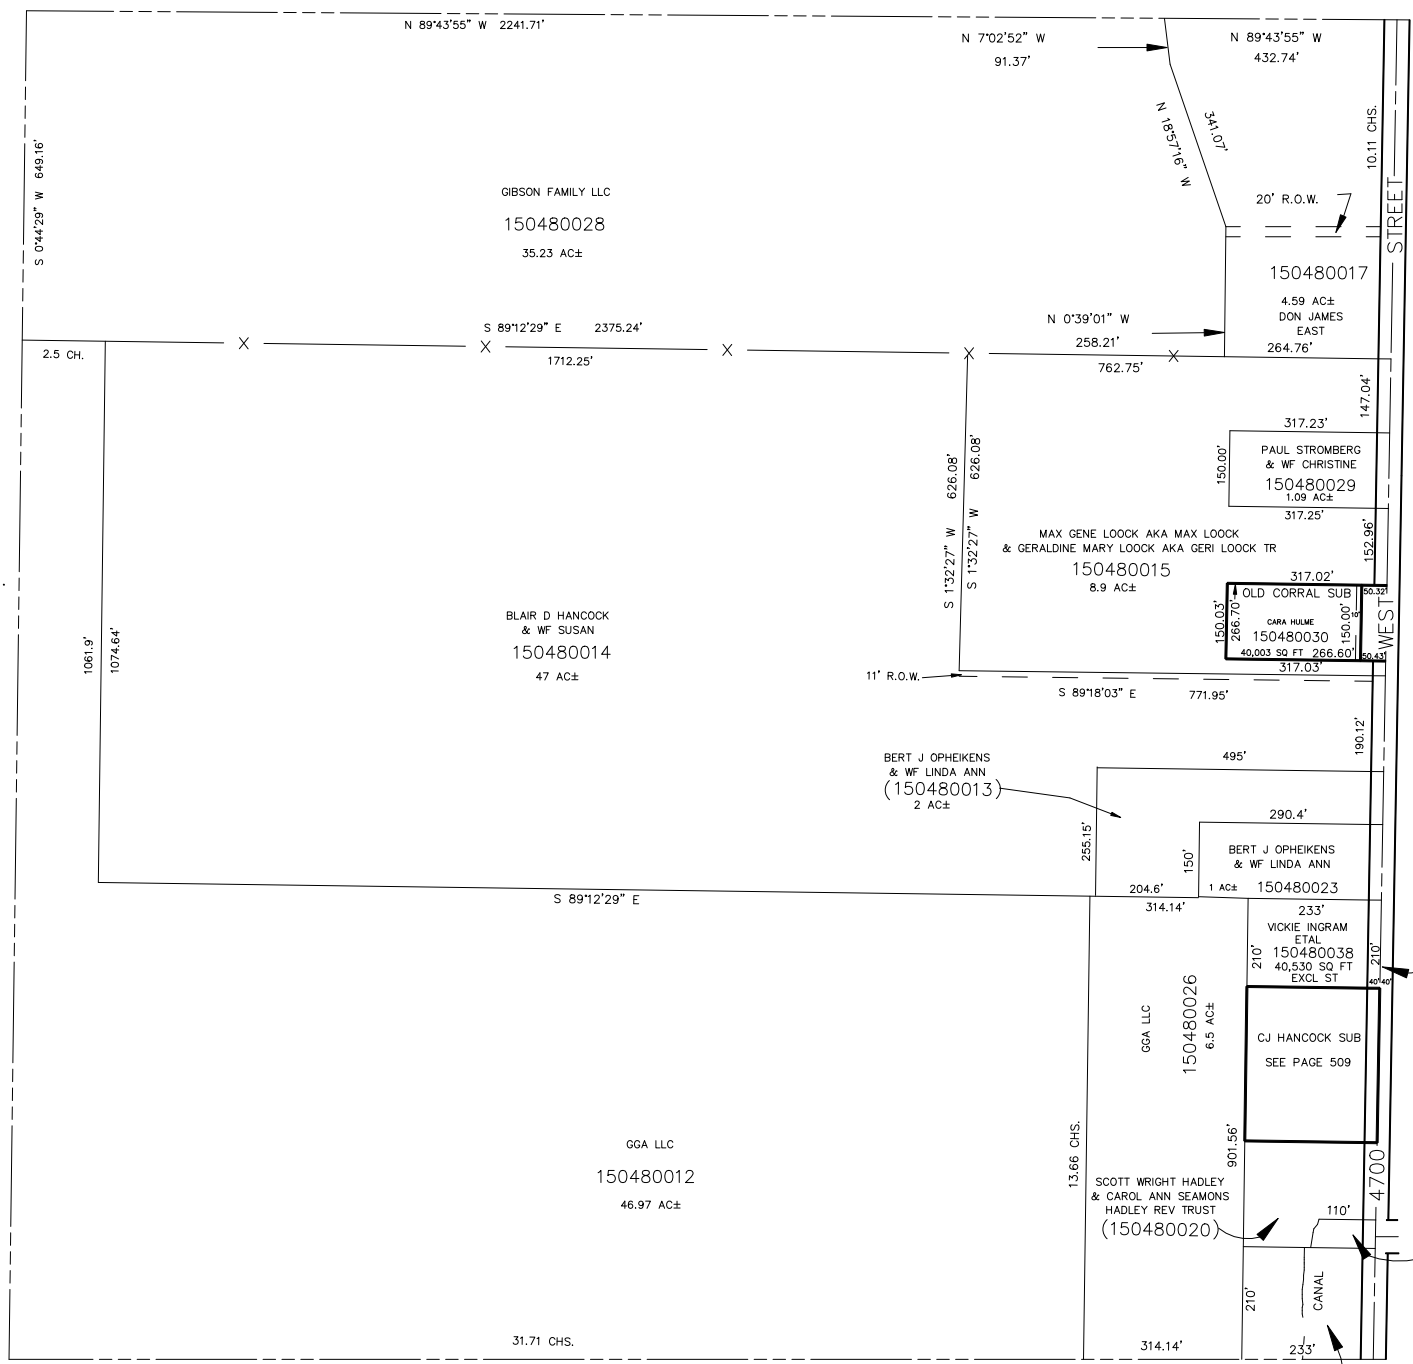 N 89°43'55" W 2241.71'
N 7°02'52" W
91.37'
N 89°43'55" W
432.74'
S 0°44'29" W 649.16'
N 18°57'16" W
341.07'
10.11 CHS.
STREET
GIBSON FAMILY LLC
150480028
35.23 AC±
20' R.O.W.
150480017
4.59 AC±
DON JAMES
EAST
264.76'
N 0°39'01" W
258.21'
S 89°12'29" E 2375.24'
2.5 CH.
X X X X X
1712.25'
762.75'
147.04'
317.23'
150.00'
PAUL STROMBERG
& WF CHRISTINE
150480029
1.09 AC±
317.25'
152.96'
S 1°32'27" W 626.08'
S 1°32'27" W 626.08'
MAX GENE LOOCK AKA MAX LOOCK
& GERALDINE MARY LOOCK AKA GERI LOOCK TR
150480015
8.9 AC±
317.02'
OLD CORRAL SUB
50.32'
150.03'
266.70'
CARA HULME
150480030
40,003 SQ FT 266.60'
10'
150.00'
50.43'
317.03'
WEST
BLAIR D HANCOCK
& WF SUSAN
150480014
47 AC±
1061.9'
1074.64'
11' R.O.W.
S 89°18'03" E 771.95'
190.12'
495'
BERT J OPHEIKENS
& WF LINDA ANN
(150480013)
2 AC±
255.15'
290.4'
150'
BERT J OPHEIKENS
& WF LINDA ANN
1 AC± 150480023
204.6'
S 89°12'29" E
314.14'
233'
VICKIE INGRAM
ETAL
150480038
40,530 SQ FT
EXCL ST
210'
210'
40' 40'
GGA LLC
150480026
6.5 AC±
CJ HANCOCK SUB
SEE PAGE 509
13.66 CHS.
901.56'
GGA LLC
150480012
46.97 AC±
SCOTT WRIGHT HADLEY
& CAROL ANN SEAMONS
HADLEY REV TRUST
(150480020)
4700
110'
210'
CANAL
31.71 CHS.
314.14'
233'